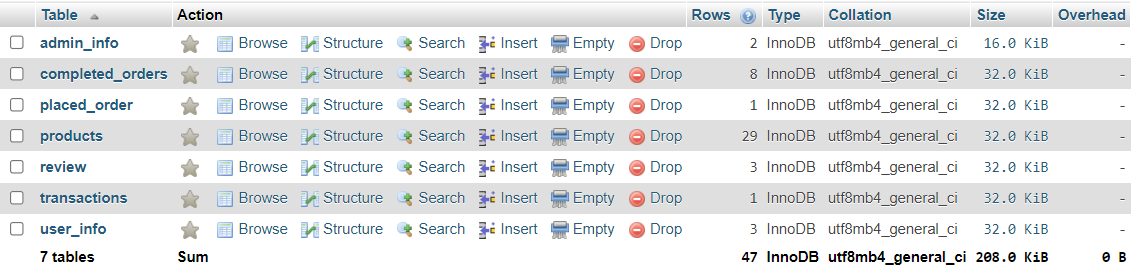 Table Action Rows Type Collation Size Overhead
admin_info Browse Structure Search Insert Empty Drop 2 InnoDB utf8mb4_general_ci 16.0 KiB -
completed_orders Browse Structure Search Insert Empty Drop 8 InnoDB utf8mb4_general_ci 32.0 KiB -
placed_order Browse Structure Search Insert Empty Drop 1 InnoDB utf8mb4_general_ci 32.0 KiB -
products Browse Structure Search Insert Empty Drop 29 InnoDB utf8mb4_general_ci 32.0 KiB -
review Browse Structure Search Insert Empty Drop 3 InnoDB utf8mb4_general_ci 32.0 KiB -
transactions Browse Structure Search Insert Empty Drop 1 InnoDB utf8mb4_general_ci 32.0 KiB -
user_info Browse Structure Search Insert Empty Drop 3 InnoDB utf8mb4_general_ci 32.0 KiB -
7 tables Sum 47 InnoDB utf8mb4_general_ci 208.0 KiB 0 B